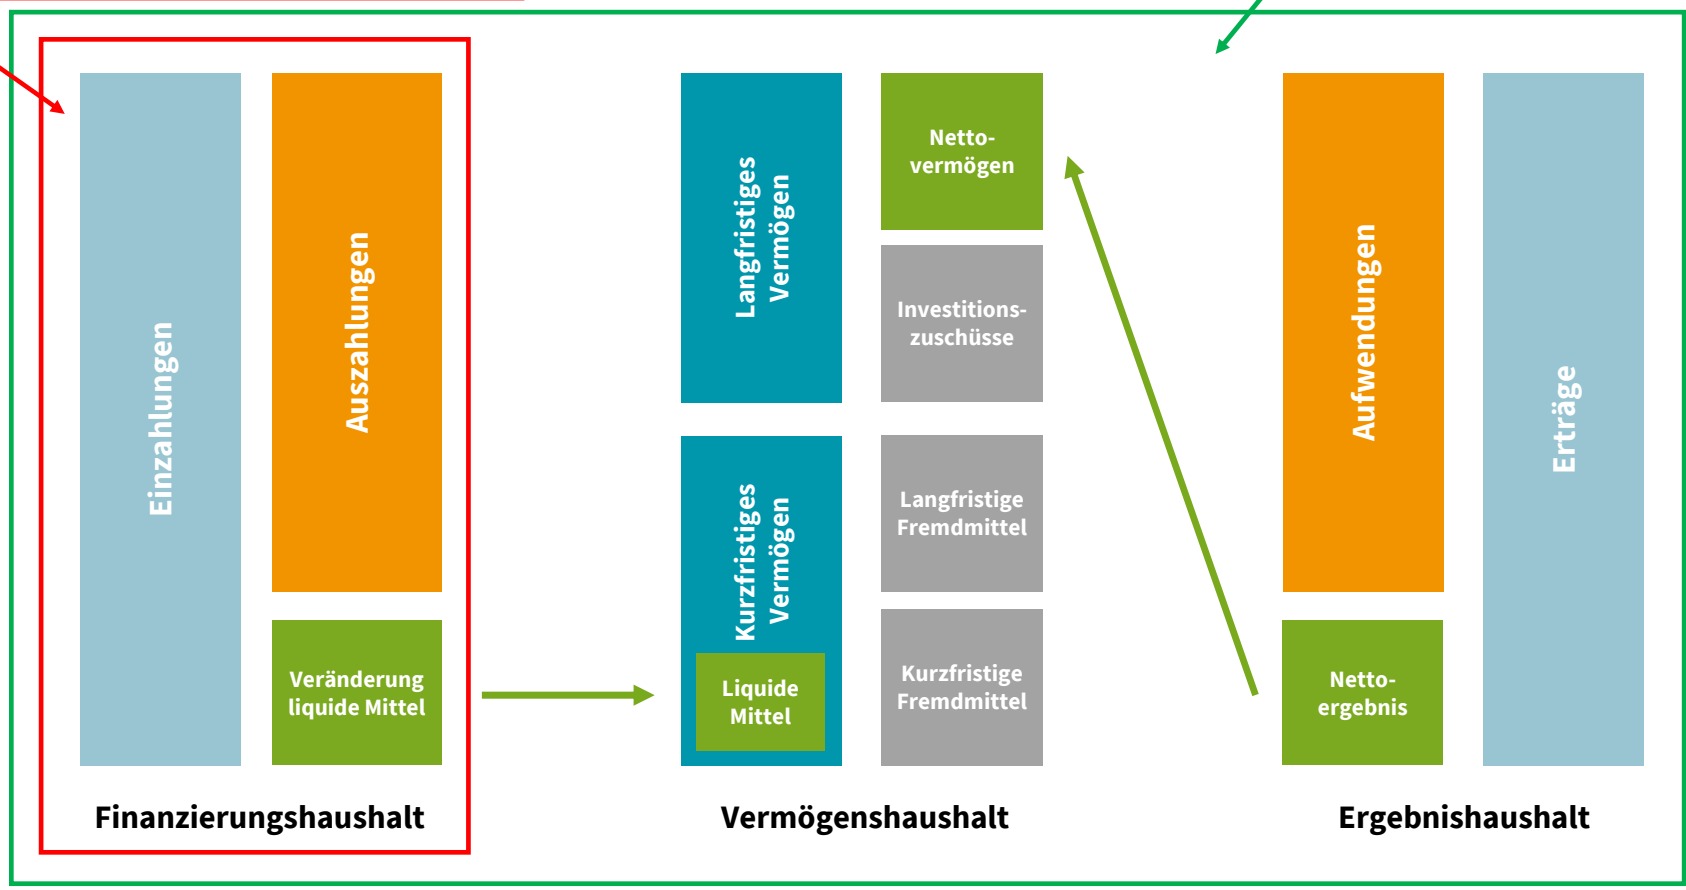 Einzahlungen
Auszahlungen
Veränderung
liquide Mittel
Finanzierungshaushalt
Langfristiges
Vermögen
Kurzfristiges
Vermögen
Liquide
Mittel
Netto-
vermögen
Investitions-
zuschüsse
Langfristige
Fremdmittel
Kurzfristige
Fremdmittel
Vermögenshaushalt
Aufwendungen
Netto-
ergebnis
Erträge
Ergebnishaushalt